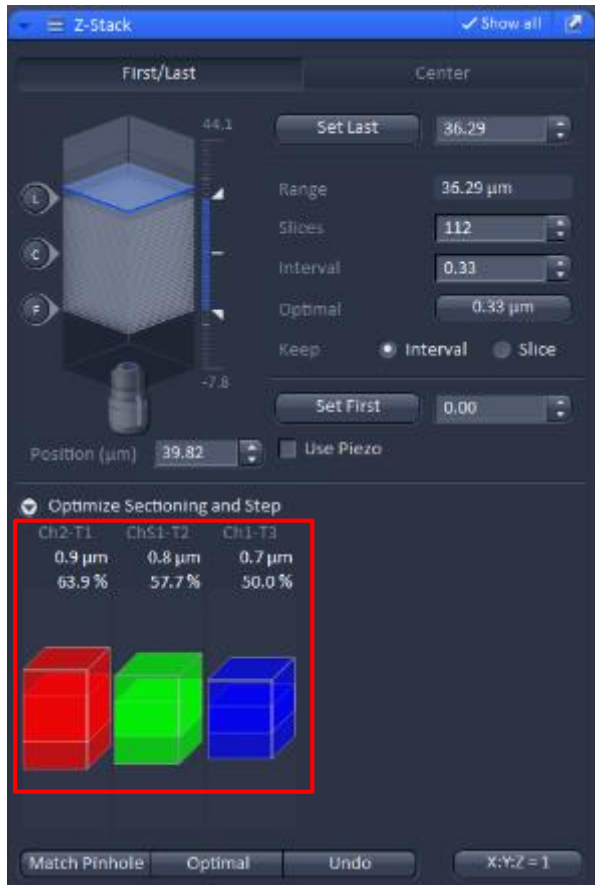 Z-Stack Show all
First/Last Center
44.1 Set Last 36.29
L Range 36.29 µm
Slices 112
C Interval 0.33
F Optimal 0.33 µm
Keep Interval Slice
-7.8
Set First 0.00
Position (µm) 39.82 Use Piezo
Optimize Sectioning and Step
Ch2-T1 ChS1-T2 Ch1-T3
0.9 µm 0.8 µm 0.7 µm
63.9 % 57.7 % 50.0 %
Match Pinhole Optimal Undo X:Y:Z = 1